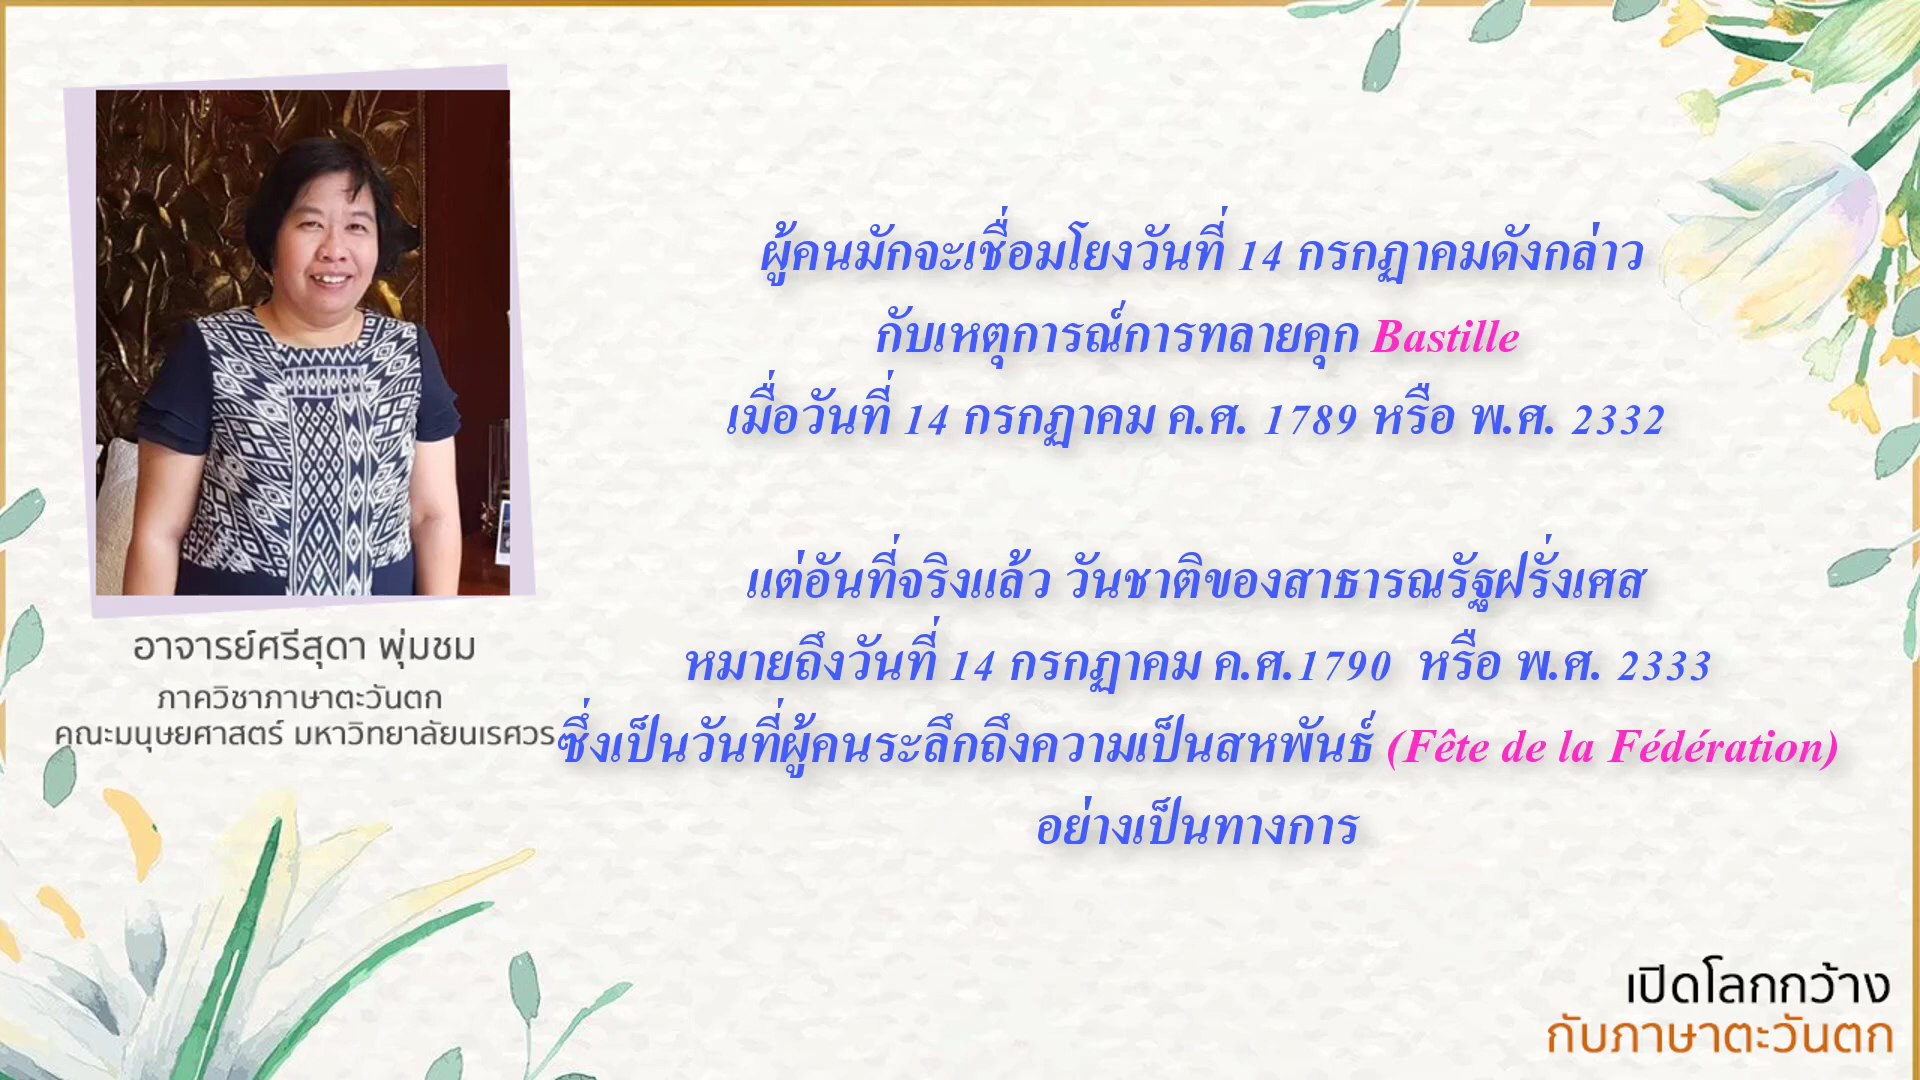 ผู้คนมักจะเชื่อมโยงวันที่ 14 กรกฏาคมดังกล่าว
กับเหตุการณ์การทลายคุก Bastille
เมื่อวันที่ 14 กรกฏาคม ค.ศ. 1789 หรือ พ.ศ. 2332
แต่อันที่จริงแล้ว วันชาติของสาธารณรัฐฝรั่งเศส
หมายถึงวันที่ 14 กรกฏาคม ค.ศ.1790 หรือ พ.ศ. 2333
ซึ่งเป็นวันที่ผู้คนระลึกถึงความเป็นสหพันธ์ (Fête de la Fédération)
อย่างเป็นทางการ
อาจารย์ศรีสุดา พุ่มชม
ภาควิชาภาษาตะวันตก
คณะมนุษยศาสตร์ มหาวิทยาลัยนเรศวร
เปิดโลกกว้าง
กับภาษาตะวันตก